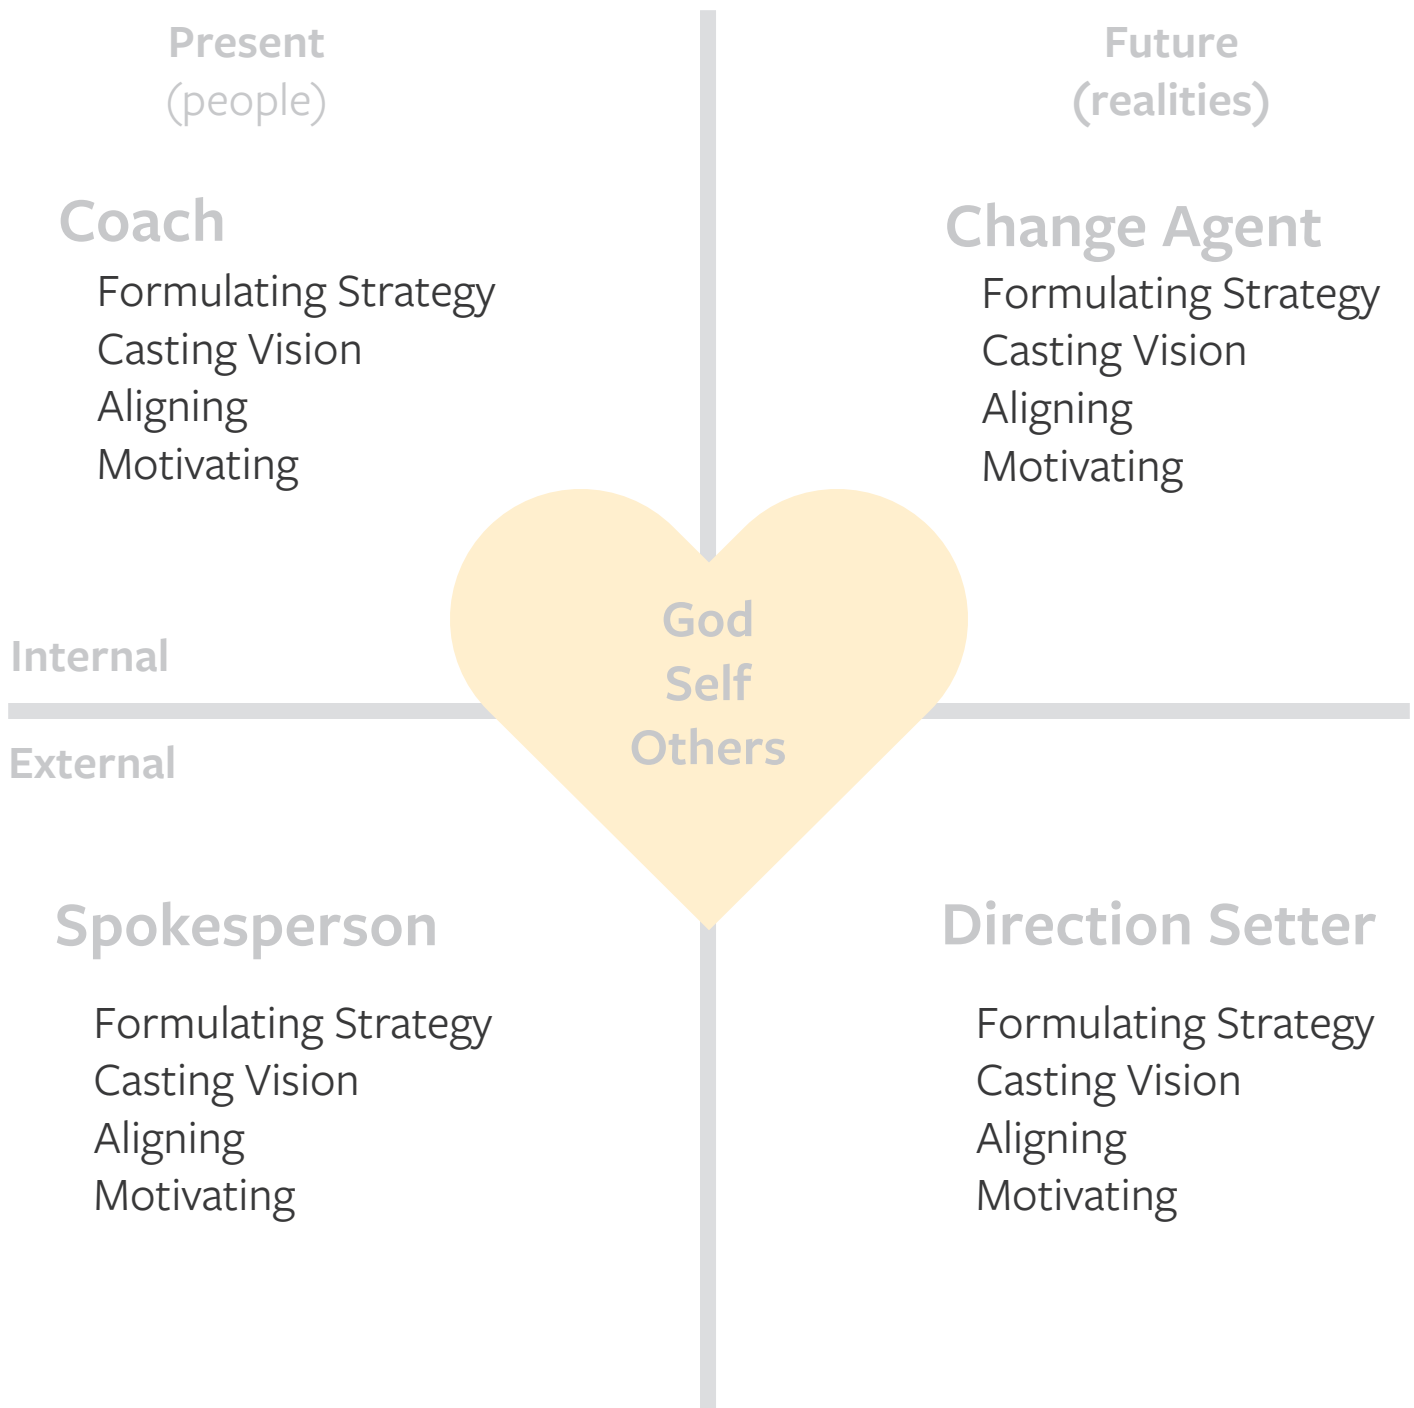 Present
(people)
Future
(realities)
Coach
Formulating Strategy
Casting Vision
Aligning
Motivating
Change Agent
Formulating Strategy
Casting Vision
Aligning
Motivating
God
Self
Others
Internal
External
Spokesperson
Formulating Strategy
Casting Vision
Aligning
Motivating
Direction Setter
Formulating Strategy
Casting Vision
Aligning
Motivating